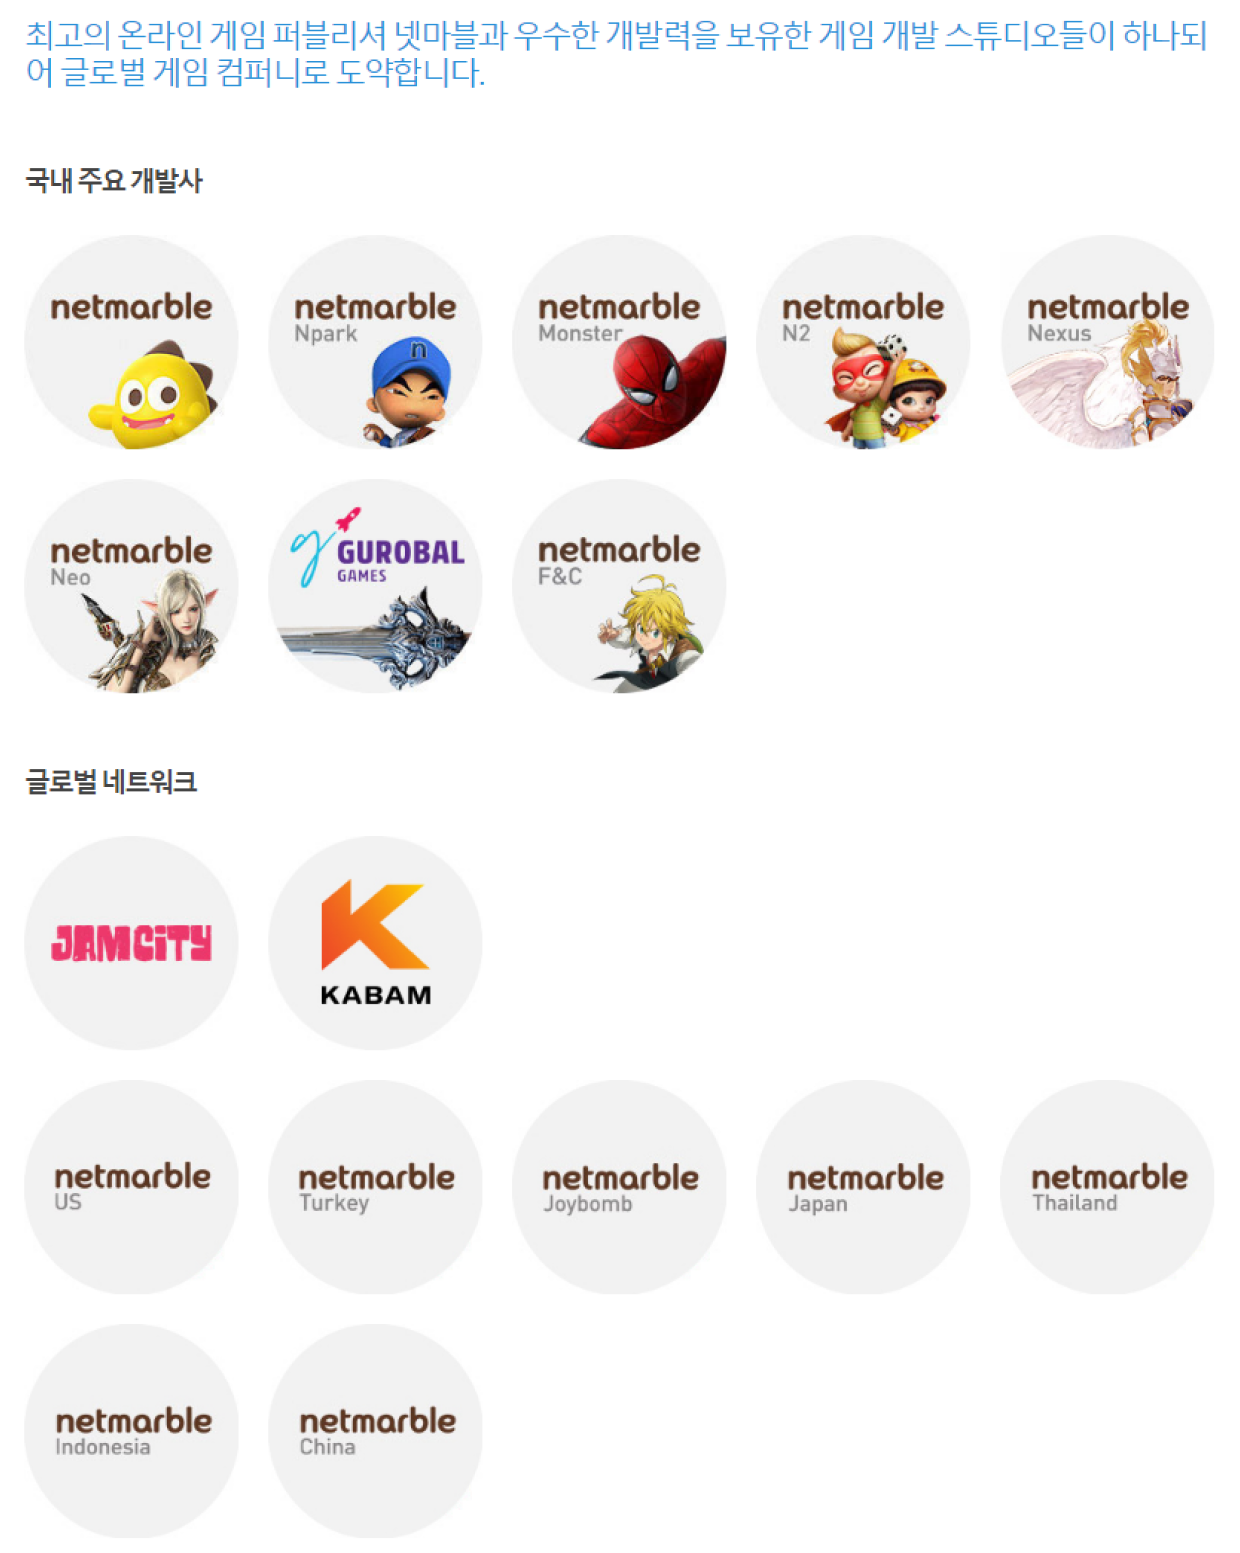 최고의 온라인 게임 퍼블리셔 넷마블과 우수한 개발력을 보유한 게임 개발 스튜디오들이 하나되
어 글로벌 게임 컴퍼니로 도약합니다.
국내 주요 개발사
netmarble
netmarble
Npark
n
netmarble
Monster
netmarble
N2
netmarble
Nexus
netmarble
Neo
g
GUROBAL
GAMES
netmarble
F&C
글로벌 네트워크
JAMCiTY
K
KABAM
netmarble
US
netmarble
Turkey
netmarble
Joybomb
netmarble
Japan
netmarble
Thailand
netmarble
Indonesia
netmarble
China